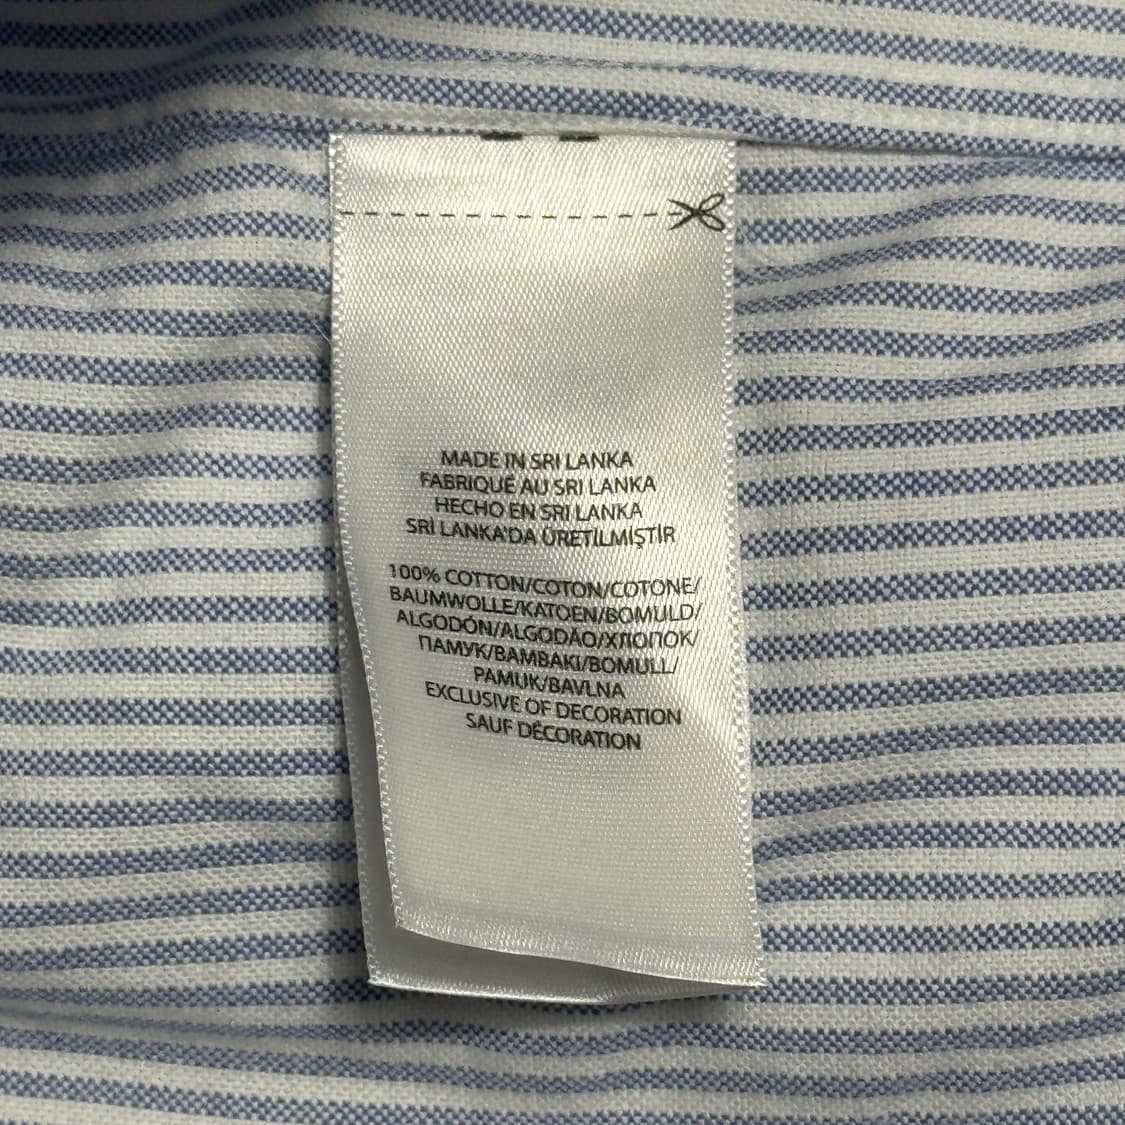 MADE IN SRI LANKA
FABRIQUÉ AU SRI LANKA
HECHO EN SRI LANKA
SRİ LANKA'DA ÜRETİLMİŞTİR
100% COTTON/COTON/COTONE/
BAUMWOLLE/KATOEN/BOMULD/
ALGODÓN/ALGODÃO/ХЛОПОК/
ПАМУК/BAMBAKI/BOMULL/
PAMUK/BAVLNA
EXCLUSIVE OF DECORATION
SAUF DÉCORATION